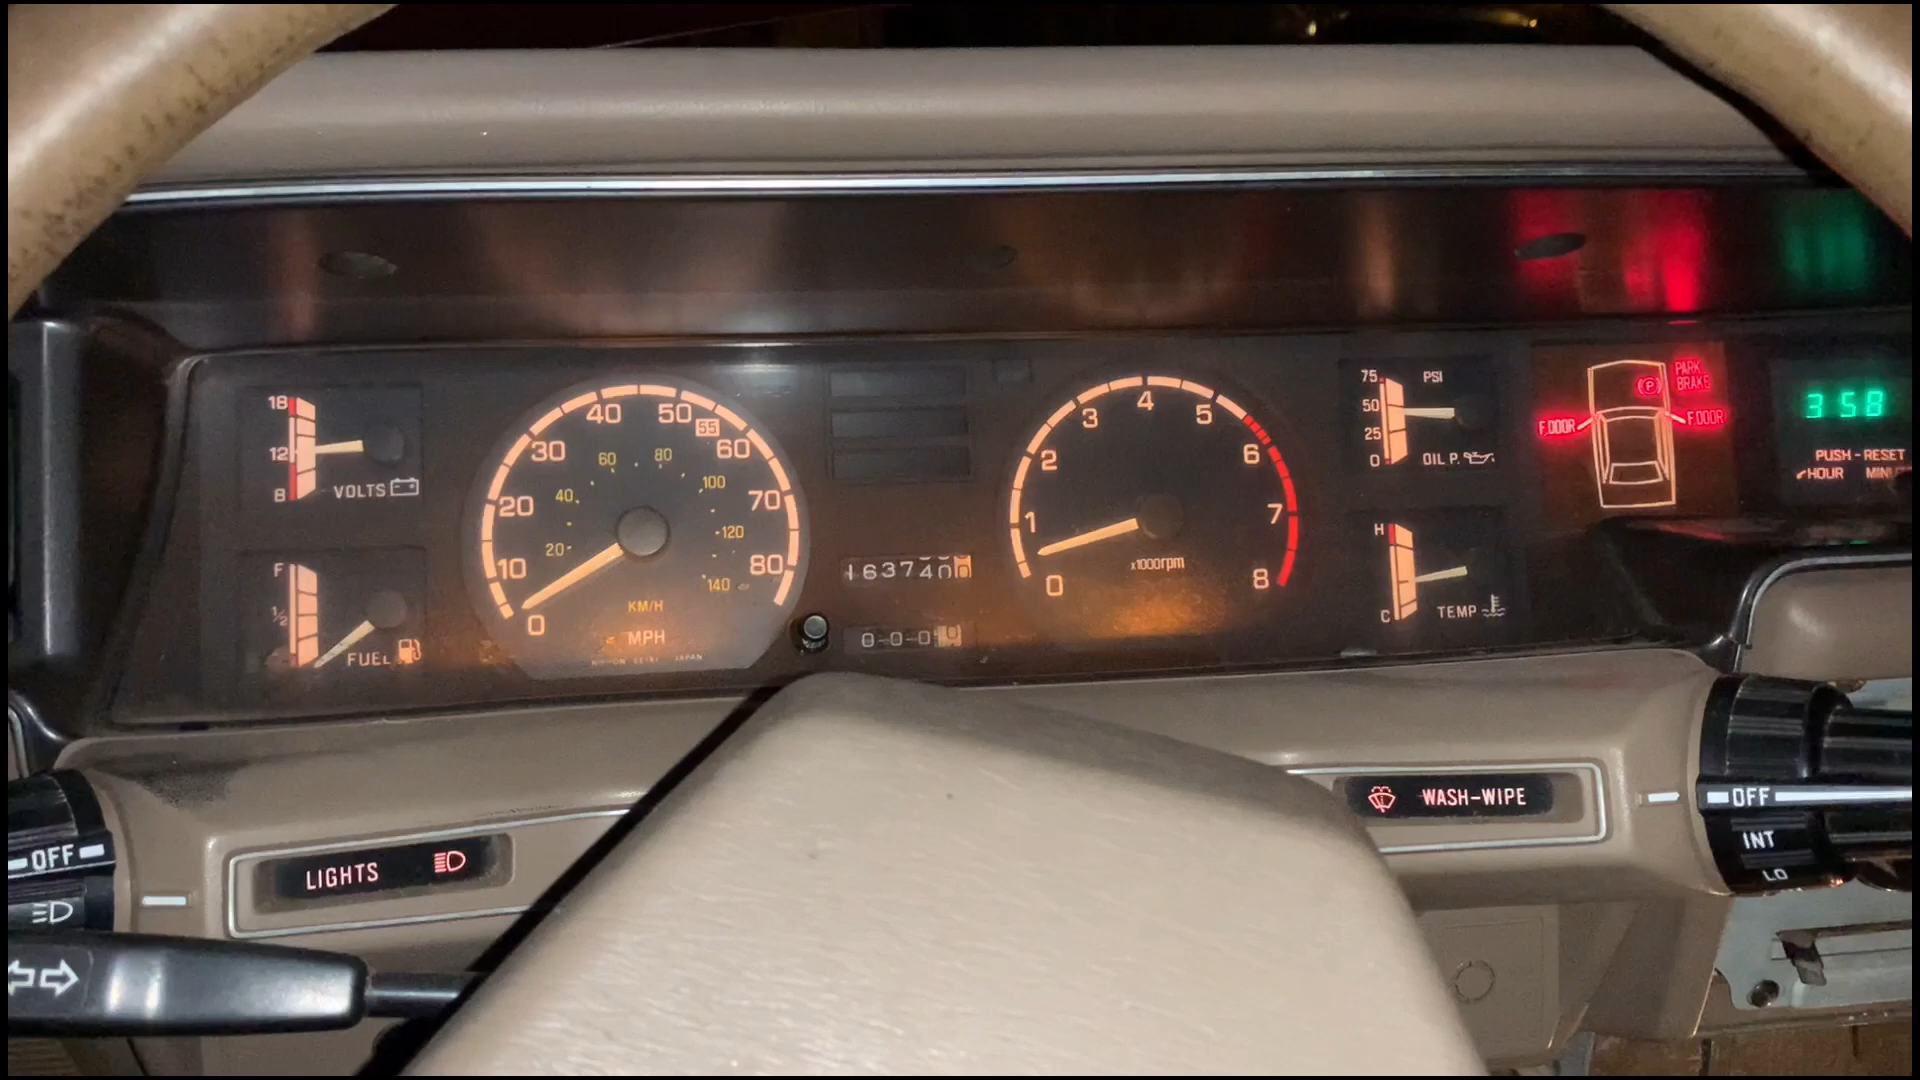 18
12
8
VOLTS
F
1/2
FUEL
0
10
20
30
40
50
55
60
70
80
20
40
60
80
100
120
140
KM/H
MPH
NIPPON SEIKI JAPAN
163740
0-0-0
0
1
2
3
4
5
6
7
8
x1000rpm
75
50
25
0
PSI
OIL P.
H
C
TEMP
P
PARK
BRAKE
F.DOOR
F.DOOR
3 58
PUSH-RESET
HOUR
LIGHTS
OFF
WASH-WIPE
OFF
INT
LO